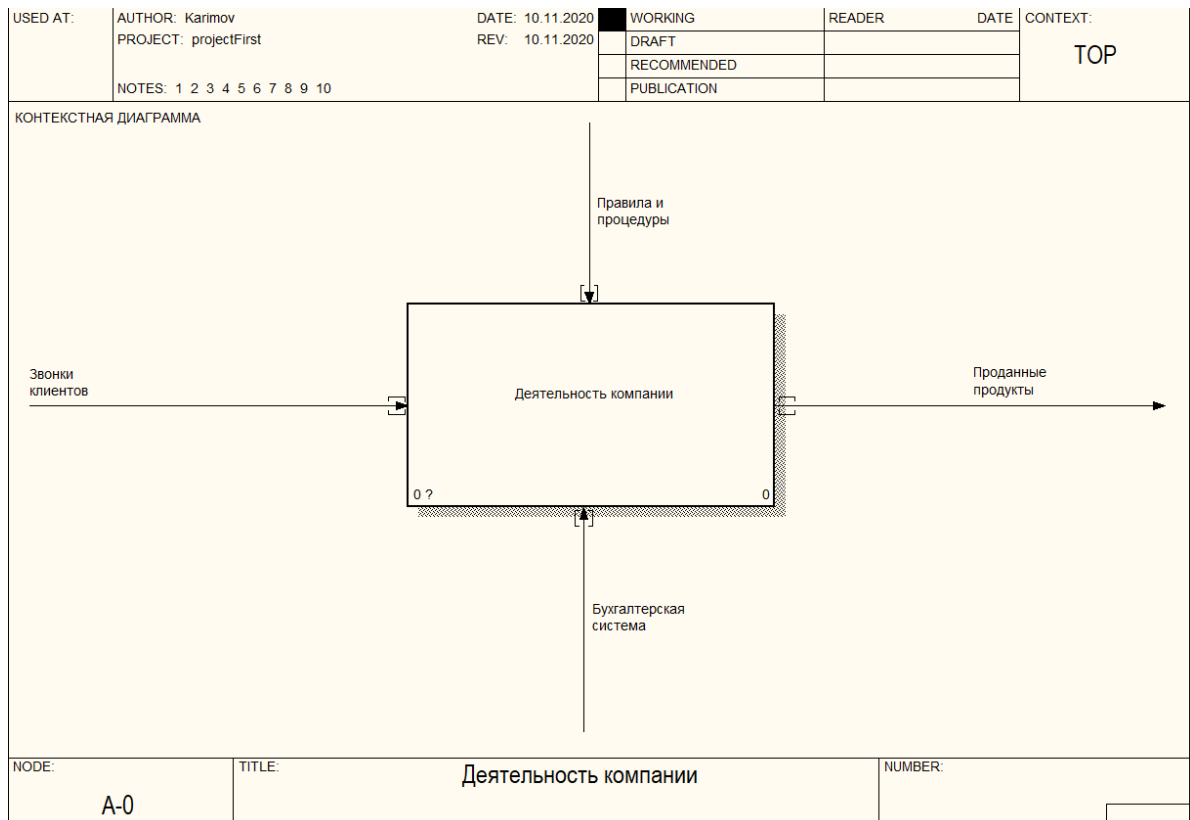 USED AT:
AUTHOR: Karimov
DATE: 10.11.2020
WORKING
READER
DATE
CONTEXT:
PROJECT: projectFirst
REV: 10.11.2020
DRAFT
TOP
RECOMMENDED
NOTES: 1 2 3 4 5 6 7 8 9 10
PUBLICATION
КОНТЕКСТНАЯ ДИАГРАММА
Правила и
процедуры
Звонки
клиентов
Деятельность компании
Проданные
продукты
0 ?
0
Бухгалтерская
система
NODE:
TITLE:
Деятельность компании
NUMBER:
A-0